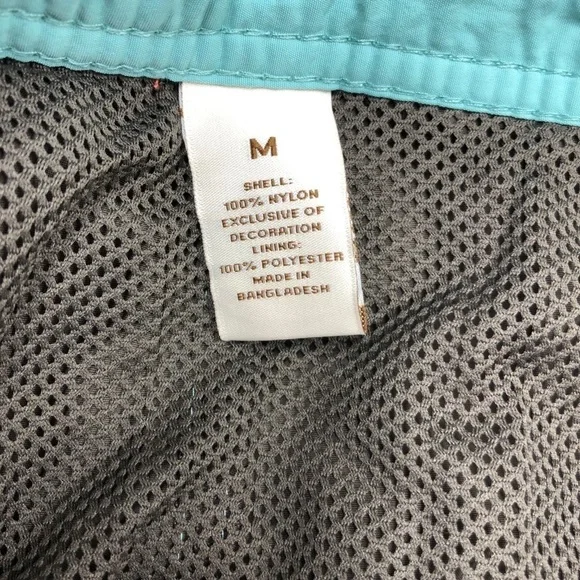 M
SHELL:
100% NYLON
EXCLUSIVE OF
DECORATION
LINING:
100% POLYESTER
MADE IN
BANGLADESH